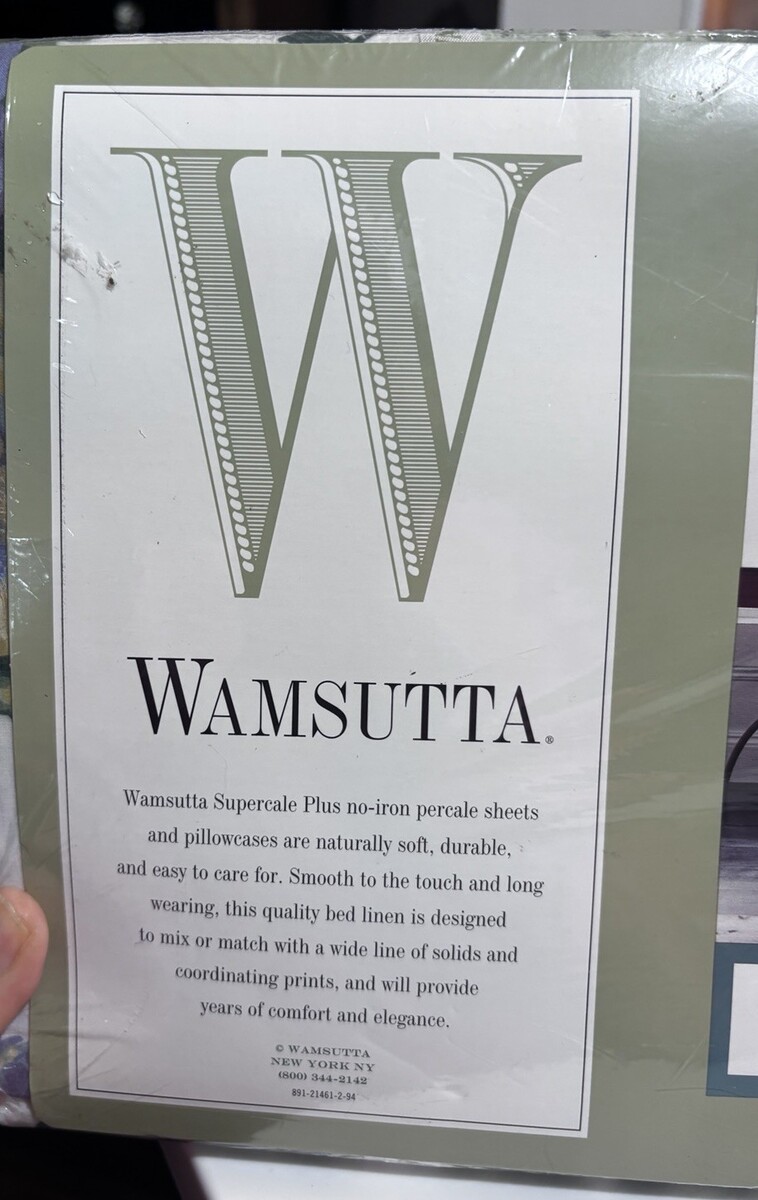 W
WAMSUTTA®
Wamsutta Supercale Plus no-iron percale sheets
and pillowcases are naturally soft, durable,
and easy to care for. Smooth to the touch and long
wearing, this quality bed linen is designed
to mix or match with a wide line of solids and
coordinating prints, and will provide
years of comfort and elegance.
© WAMSUTTA
NEW YORK NY
(800) 344-2142
891-21461-2-94